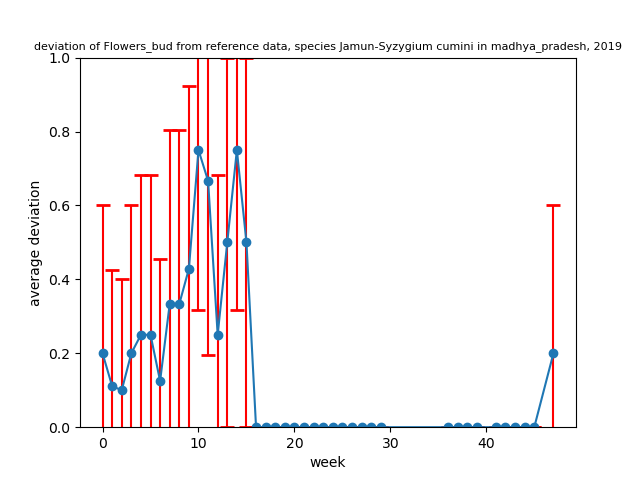 deviation of Flowers_bud from reference data, species Jamun-Syzygium cumini in madhya_pradesh, 2019
1.0
0.8
0.6
0.4
0.2
0.0
average deviation
0 10 20 30 40
week